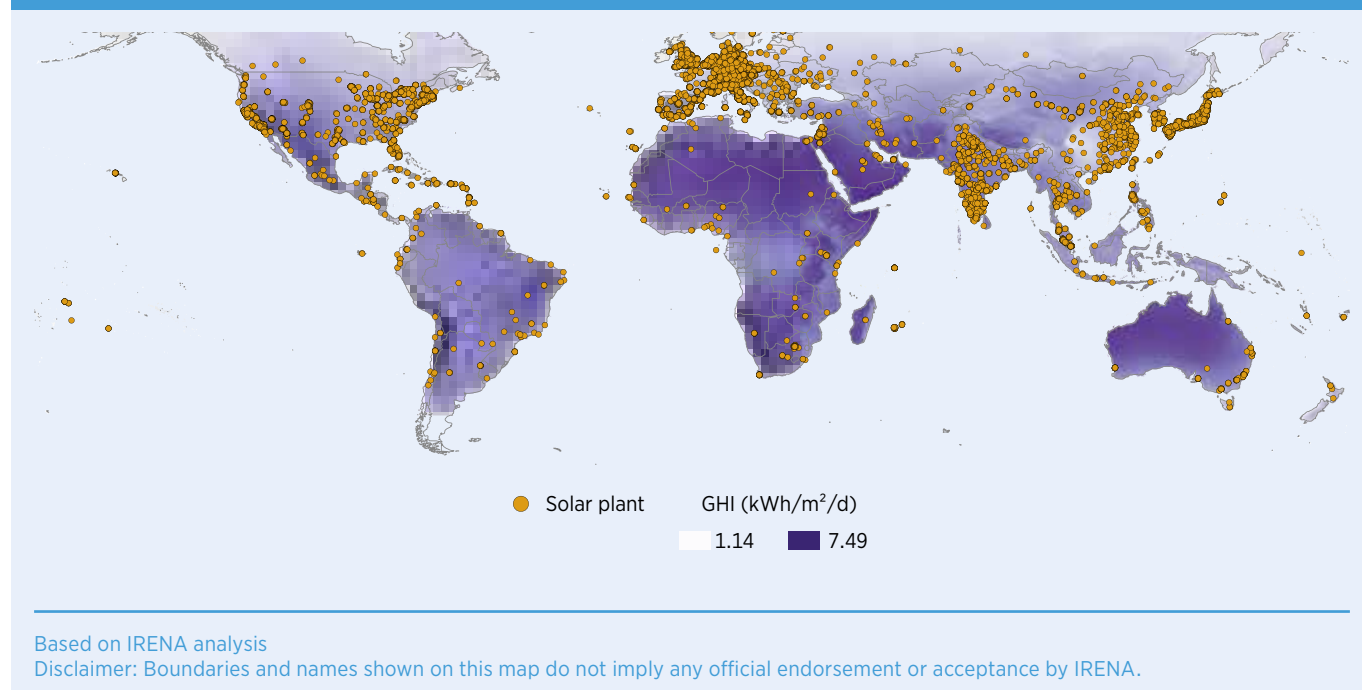 Solar plant
GHI (kWh/m²/d)
1.14
7.49
Based on IRENA analysis
Disclaimer: Boundaries and names shown on this map do not imply any official endorsement or acceptance by IRENA.